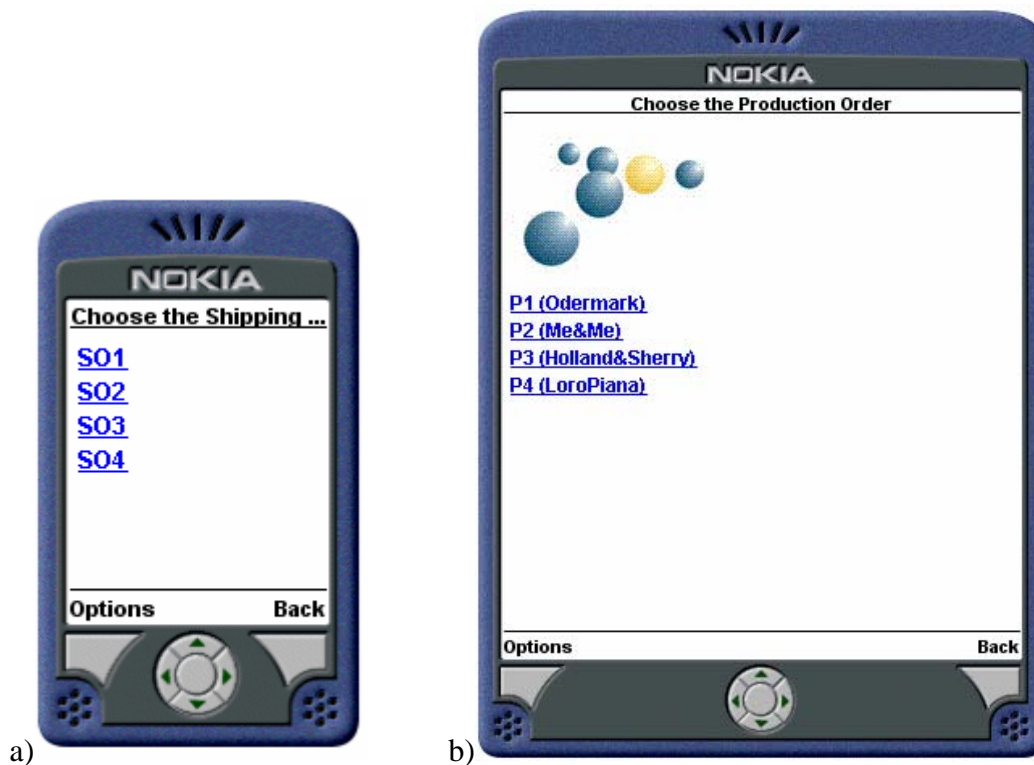 NOKIA
Choose the Shipping ...
SO1
SO2
SO3
SO4
Options Back
a)
NOKIA
Choose the Production Order
P1 (Odermark)
P2 (Me&Me)
P3 (Holland&Sherry)
P4 (LoroPiana)
Options Back
b)